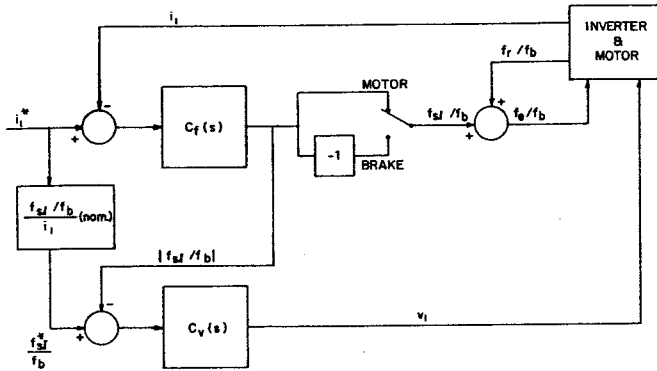 i₁
INVERTER
&
MOTOR
fᵣ/f_b
MOTOR
i₁*
-
+
C_f(s)
f_sl/f_b
+
+
f_e/f_b
-1
BRAKE
f_sl/f_b
i₁
(nom.)
|f_sl/f_b|
-
+
C_v(s)
v₁
f_sl*
f_b